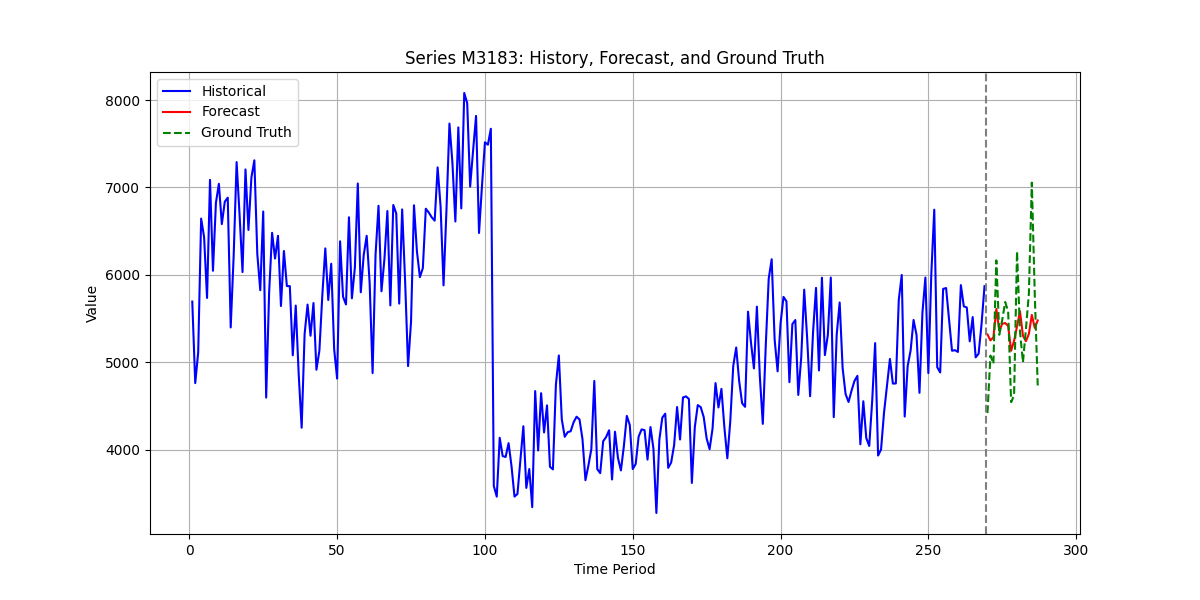 Series M3183: History, Forecast, and Ground Truth
Historical
Forecast
Ground Truth
8000
7000
6000
5000
4000
Value
0
50
100
150
200
250
300
Time Period